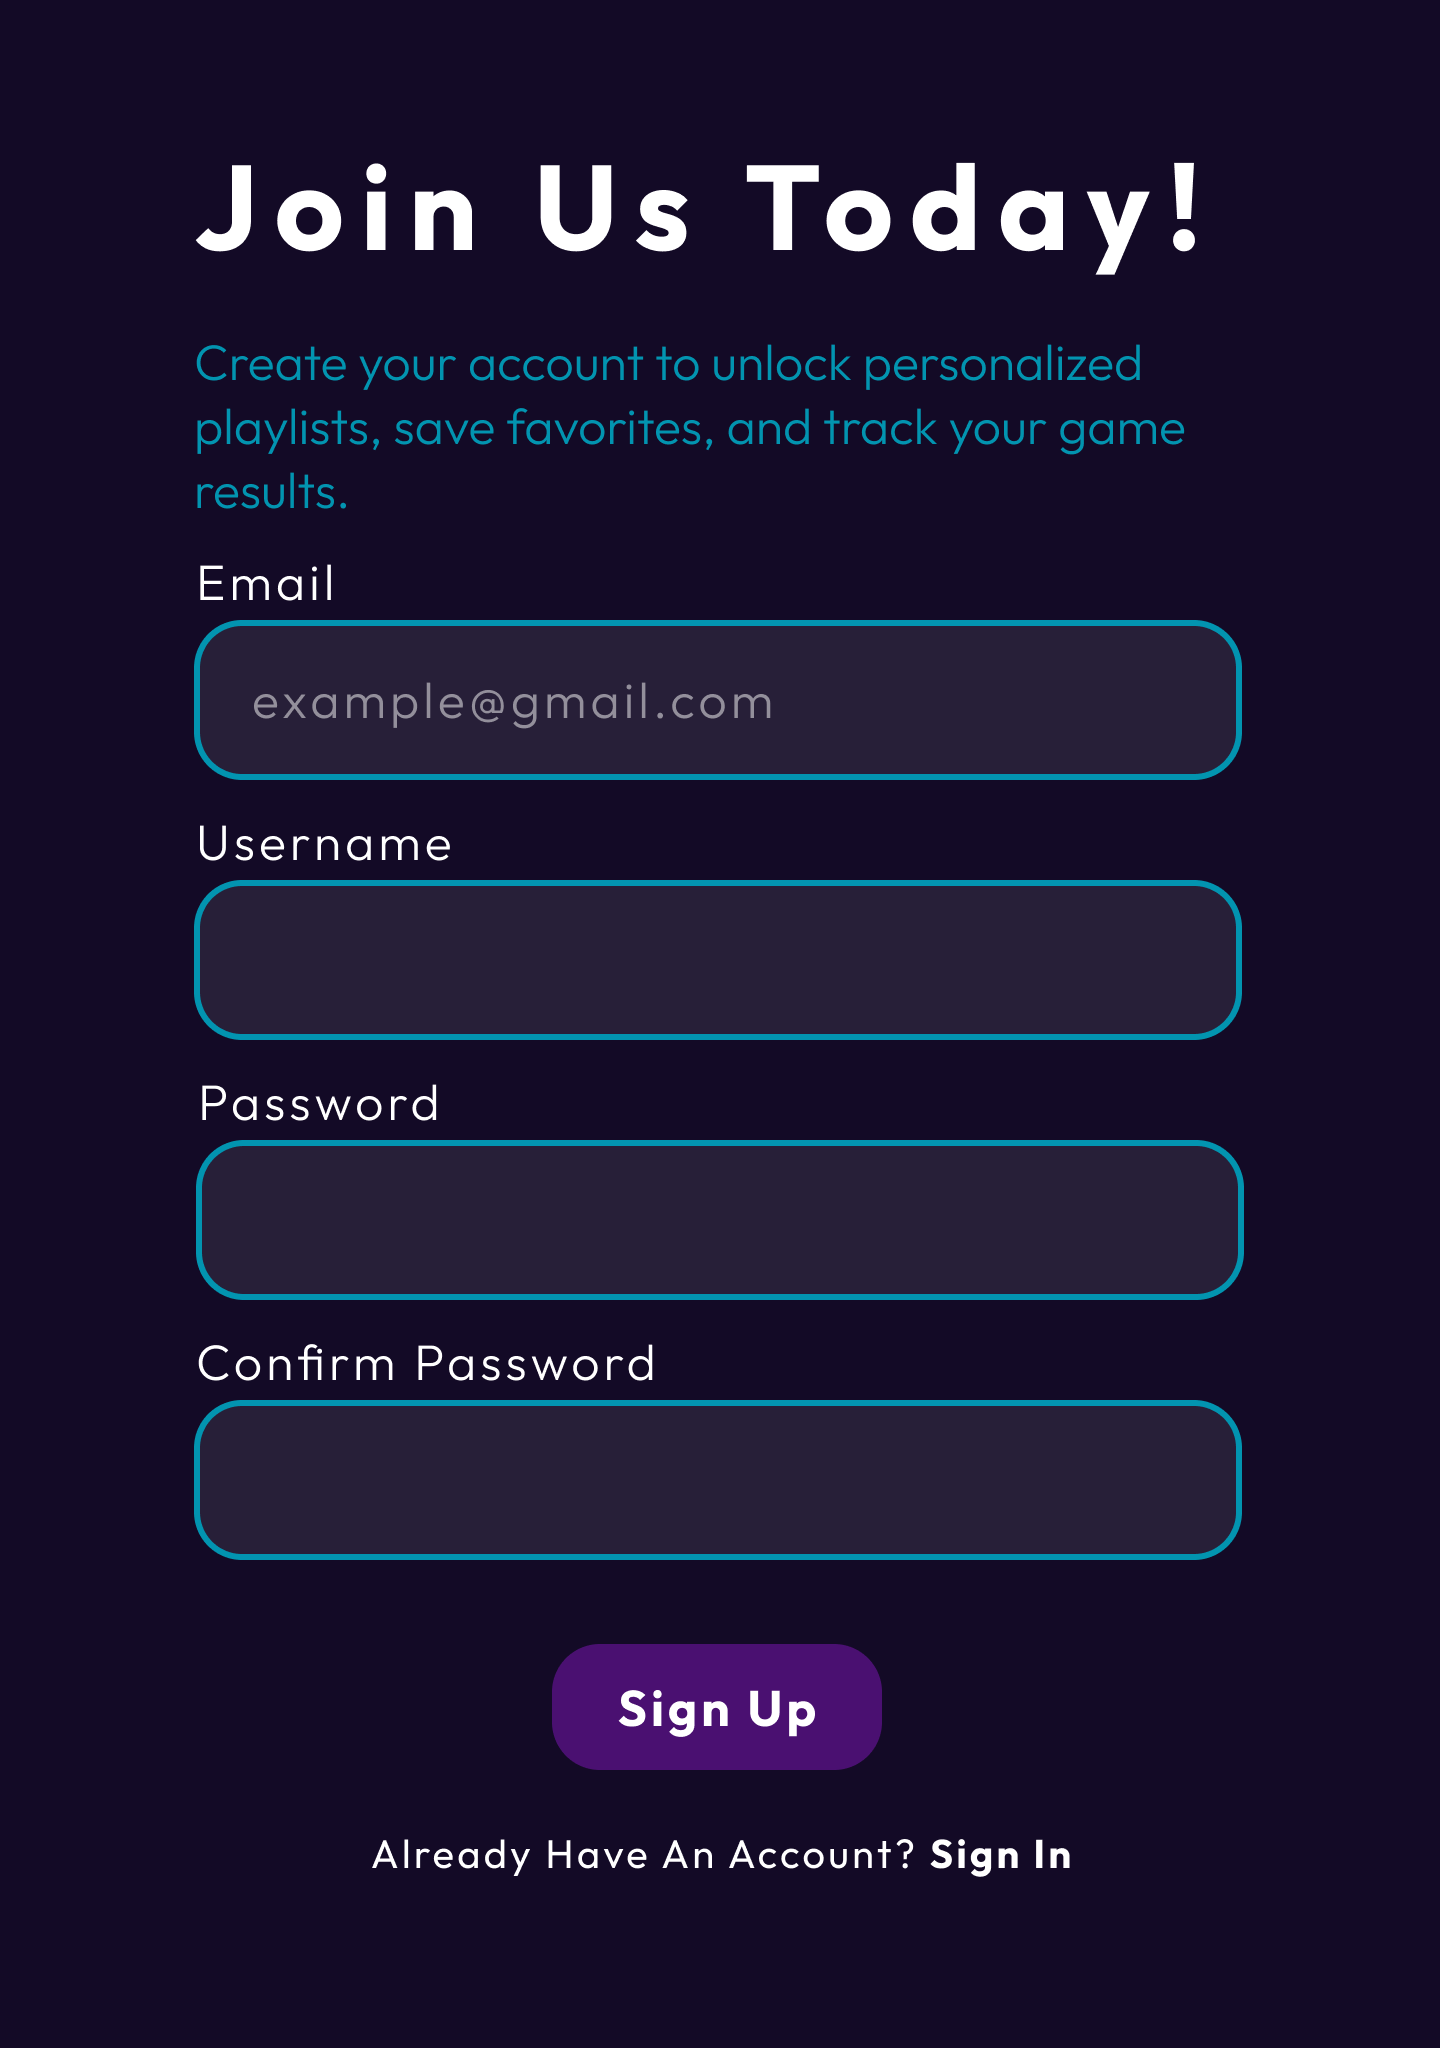 Join Us Today!
Create your account to unlock personalized
playlists, save favorites, and track your game
results.
Email
example@gmail.com
Username
Password
Confirm Password
Sign Up
Already Have An Account? Sign In